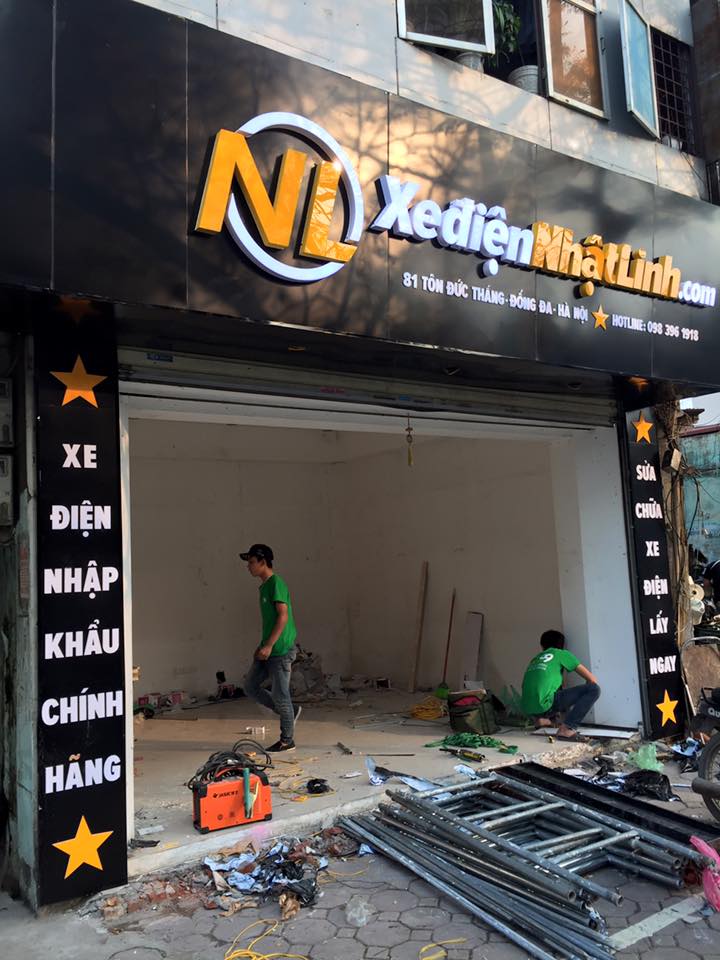 NL
XeđiệnNhậtLinh.com
81 TÔN ĐỨC THẮNG - ĐỐNG ĐA - HÀ NỘI ★ HOTLINE: 098 396 1918
XE
ĐIỆN
NHẬP
KHẨU
CHÍNH
HÃNG
SỬA
CHỮA
XE
ĐIỆN
LẤY
NGAY
JASIC